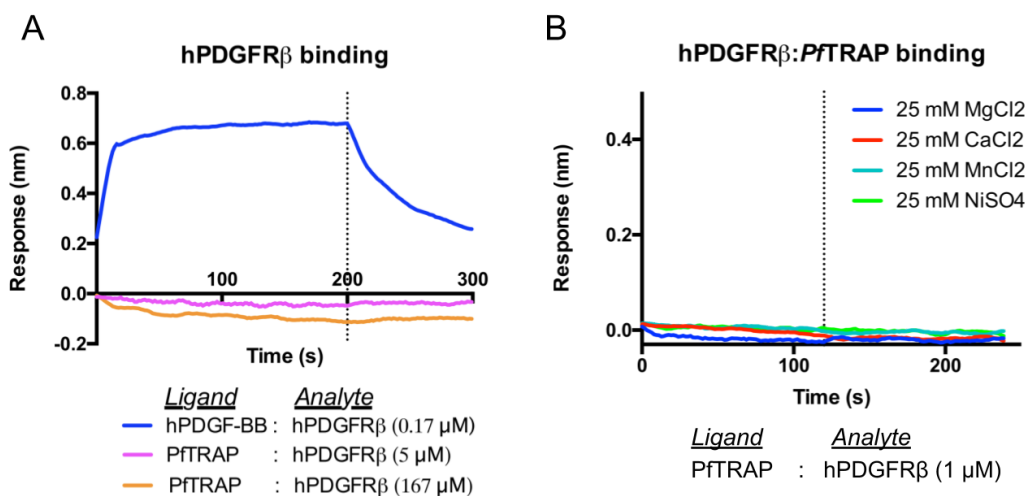 A
hPDGFRβ binding
0.8
0.6
0.4
0.2
0.0
-0.2
100
200
300
Response (nm)
Time (s)
Ligand Analyte
hPDGF-BB : hPDGFRβ (0.17 µM)
PfTRAP : hPDGFRβ (5 µM)
PfTRAP : hPDGFRβ (167 µM)
B
hPDGFRβ:PfTRAP binding
25 mM MgCl2
25 mM CaCl2
25 mM MnCl2
25 mM NiSO4
0.4
0.2
0.0
0
100
200
Response (nm)
Time (s)
Ligand Analyte
PfTRAP : hPDGFRβ (1 µM)